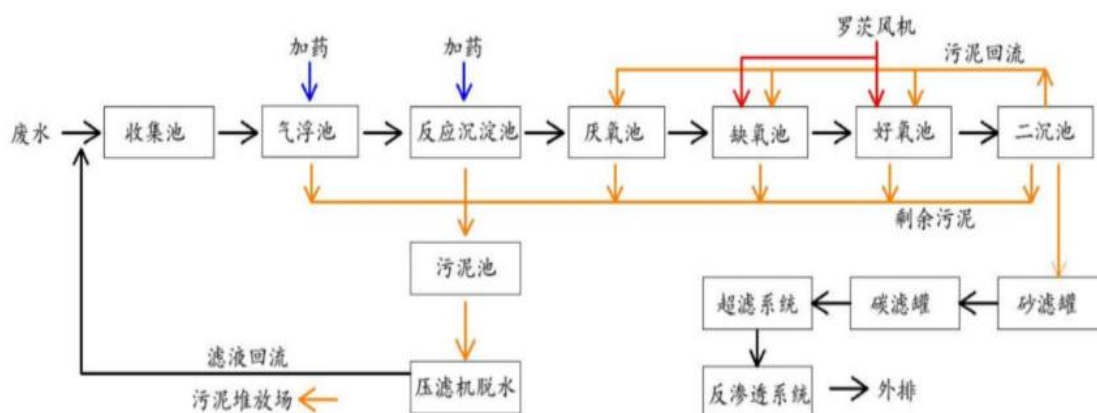 罗茨风机
加药
加药
污泥回流
废水
收集池
气浮池
反应沉淀池
厌氧池
缺氧池
好氧池
二沉池
剩余污泥
污泥池
超滤系统
碳滤罐
砂滤罐
滤液回流
压滤机脱水
污泥堆放场
反渗透系统
外排